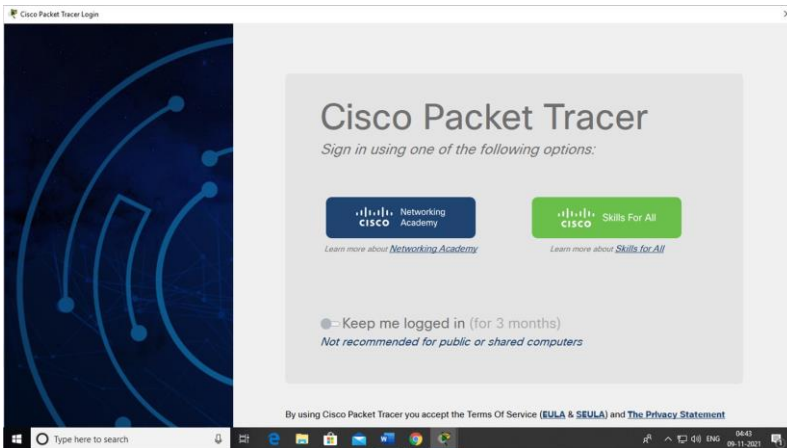 Cisco Packet Tracer Login
Cisco Packet Tracer
Sign in using one of the following options:
CISCO Networking Academy
CISCO Skills For All
Learn more about Networking Academy
Learn more about Skills for All
Keep me logged in (for 3 months)
Not recommended for public or shared computers
By using Cisco Packet Tracer you accept the Terms Of Service (EULA & SEULA) and The Privacy Statement
Type here to search
ENG
04:43
09-11-2021